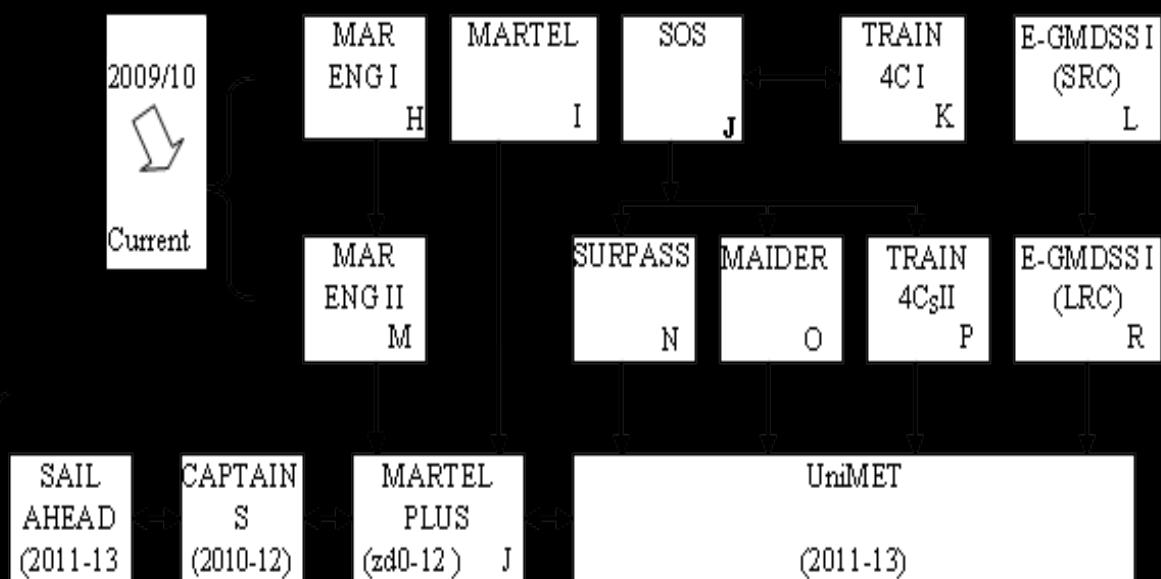 2009/10
Current
MAR
ENG I
H
MARTEL
I
SOS
J
TRAIN
4C I
K
E-GMDSS I
(SRC)
L
MAR
ENG II
M
SURPASS
N
MAIDER
O
TRAIN
4CsII
P
E-GMDSS I
(LRC)
R
SAIL
AHEAD
(2011-13
CAPTAIN
S
(2010-12)
MARTEL
PLUS
(zd0-12 ) J
UniMET
(2011-13)